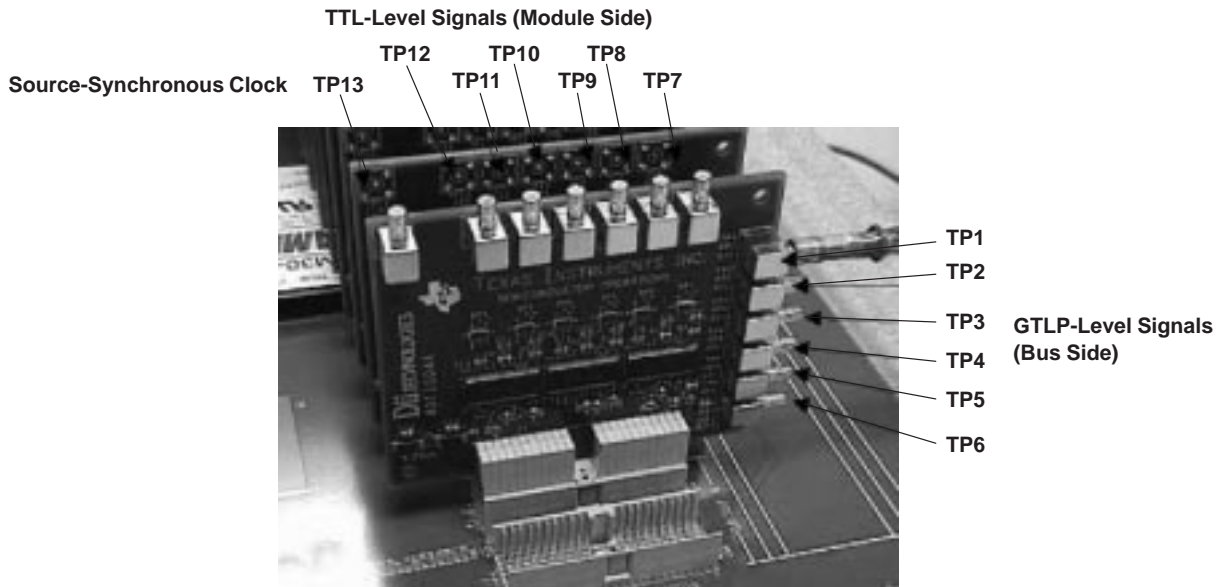 TTL-Level Signals (Module Side)
TP12 TP10 TP8
Source-Synchronous Clock TP13 TP11 TP9 TP7
TEXAS INSTRUMENTS INC
TP1
TP2
TP3
GTLP-Level Signals
(Bus Side)
TP4
TP5
TP6